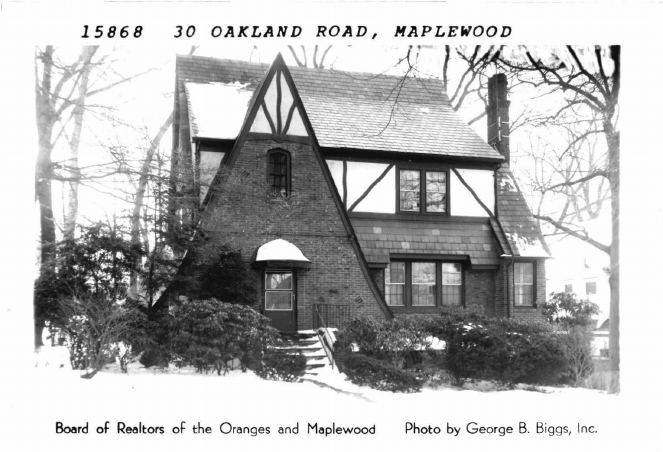 15868 30 OAKLAND ROAD, MAPLEWOOD
Board of Realtors of the Oranges and Maplewood Photo by George B. Biggs, Inc.